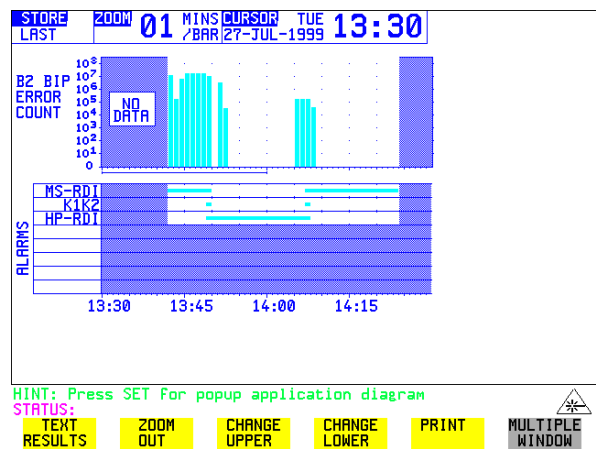 STORE ZOOM 01 MINS CURSOR TUE 13:30
LAST /BAR 27-JUL-1999
B2 BIP
ERROR
COUNT
10⁸
10⁷
10⁶
10⁵
10⁴
10³
10²
10¹
0
NO
DATA
ALARMS
MS-RDI
K1K2
HP-RDI
13:30 13:45 14:00 14:15
HINT: Press SET For popup application diagram
STATUS:
TEXT RESULTS
ZOOM OUT
CHANGE UPPER
CHANGE LOWER
PRINT
MULTIPLE WINDOW